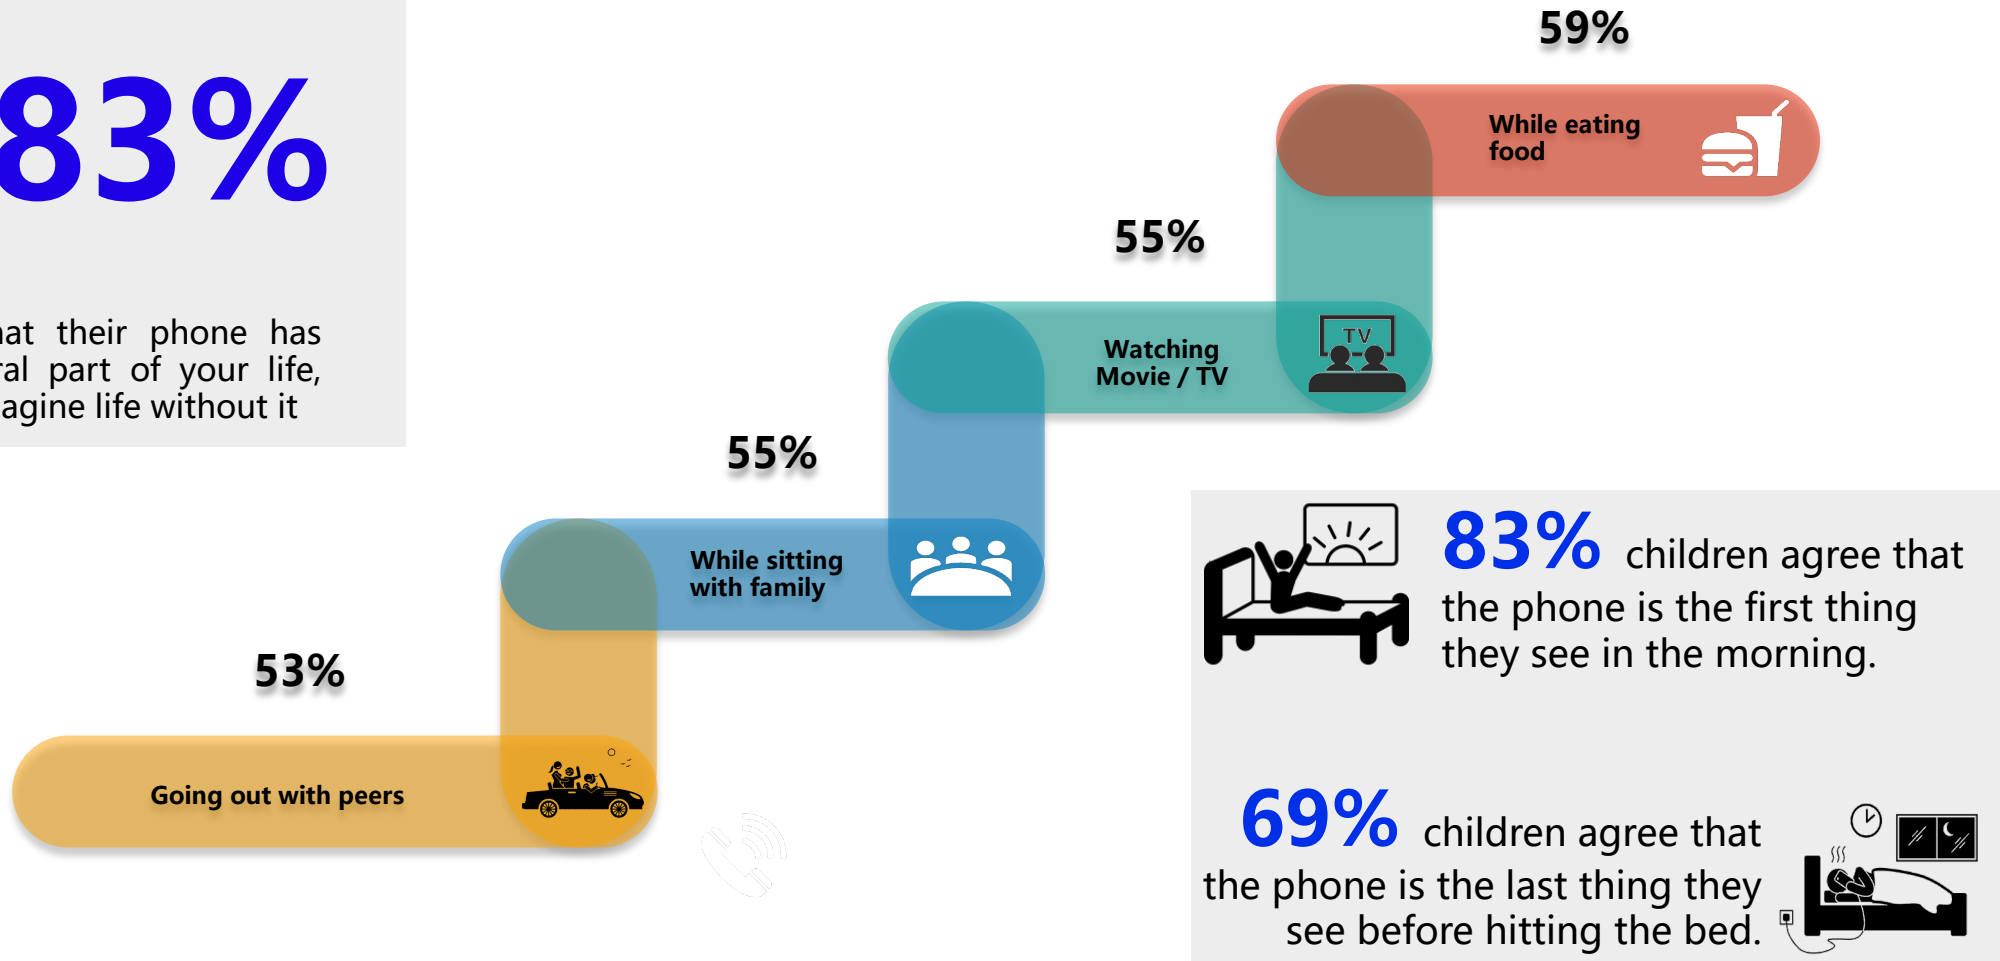 83%
their phone has
part of your life,
life without it
59%
While eating
food
55%
Watching
Movie / TV
TV
55%
While sitting
with family
53%
Going out with peers
83% children agree that
the phone is the first thing
they see in the morning.
69% children agree that
the phone is the last thing they
see before hitting the bed.